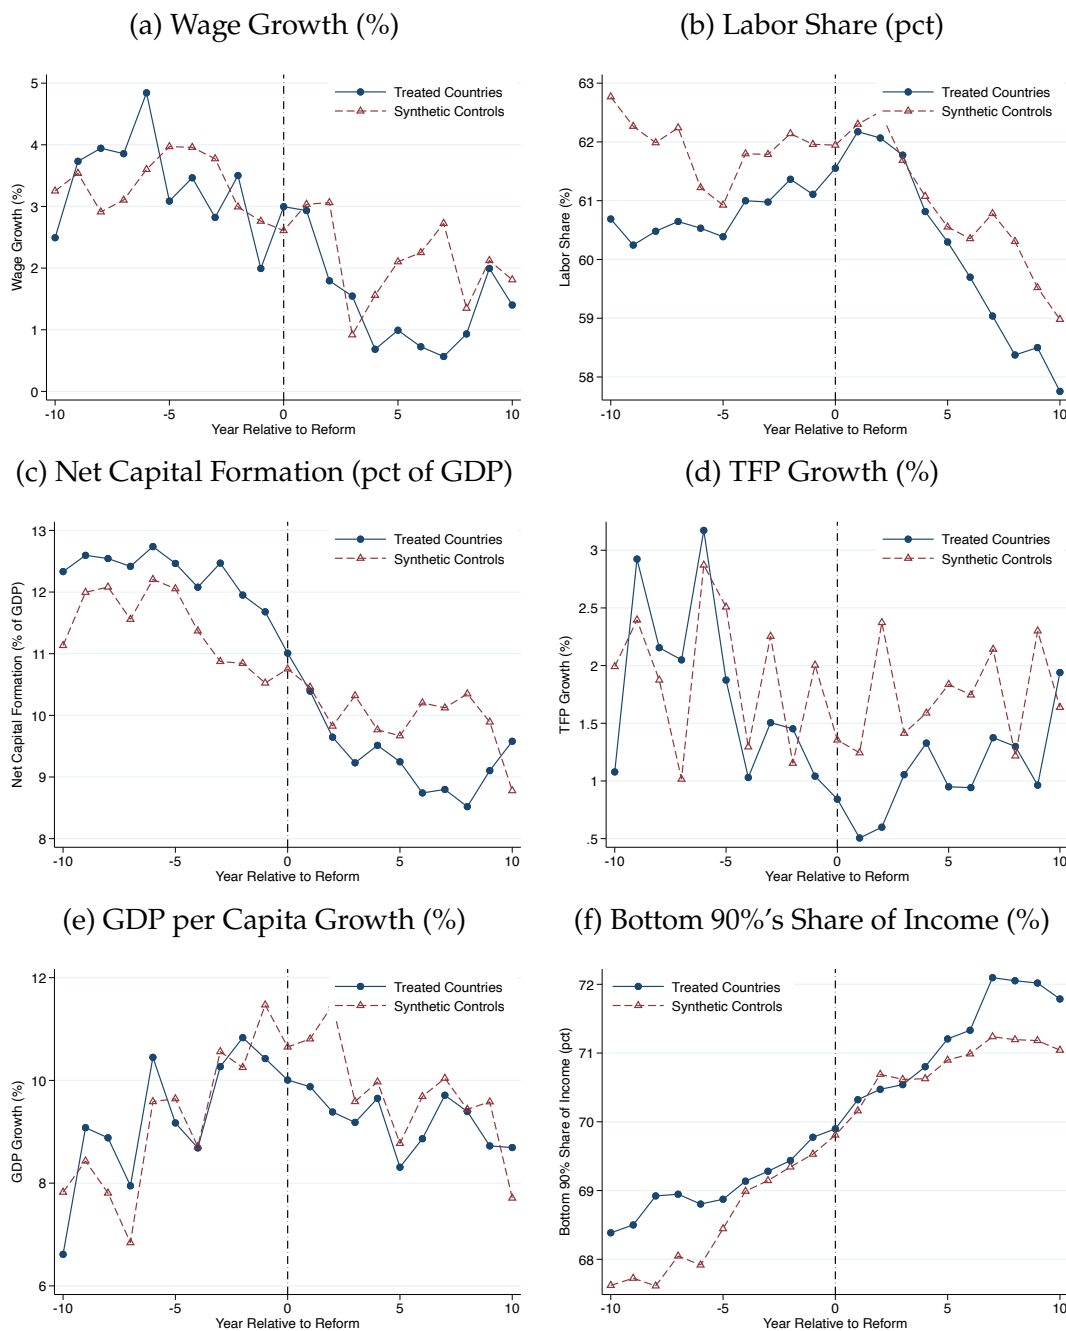 (a) Wage Growth (%)
Treated Countries
Synthetic Controls
5
4
3
2
1
0
Wage Growth (%)
-10
-5
0
5
10
Year Relative to Reform
(b) Labor Share (pct)
Treated Countries
Synthetic Controls
63
62
61
60
59
58
Labor Share (%)
-10
-5
0
5
10
Year Relative to Reform
(c) Net Capital Formation (pct of GDP)
Treated Countries
Synthetic Controls
13
12
11
10
9
8
Net Capital Formation (% of GDP)
-10
-5
0
5
10
Year Relative to Reform
(d) TFP Growth (%)
Treated Countries
Synthetic Controls
3
2.5
2
1.5
1
.5
TFP Growth (%)
-10
-5
0
5
10
Year Relative to Reform
(e) GDP per Capita Growth (%)
Treated Countries
Synthetic Controls
12
10
8
6
GDP Growth (%)
-10
-5
0
5
10
Year Relative to Reform
(f) Bottom 90%'s Share of Income (%)
Treated Countries
Synthetic Controls
72
71
70
69
68
Bottom 90% Share of Income (pct)
-10
-5
0
5
10
Year Relative to Reform